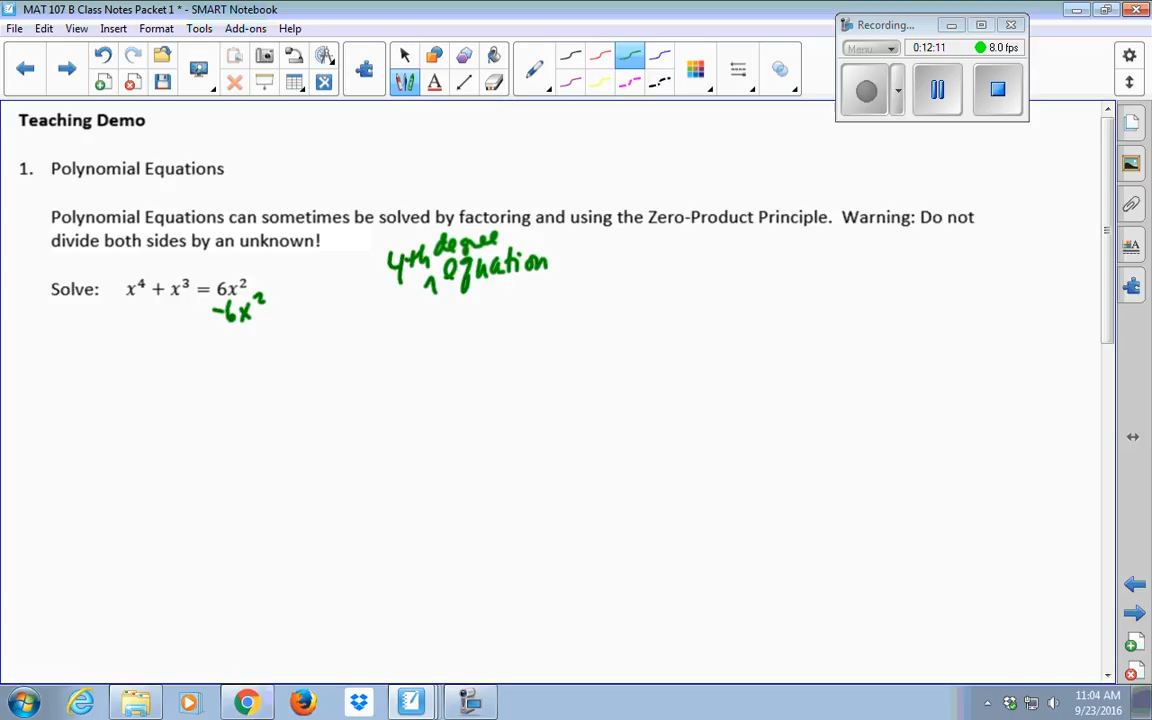 MAT 107 B Class Notes Packet 1 * - SMART Notebook
File Edit View Insert Format Tools Add-ons Help
Recording...
Menu 0:12:11 8.0 fps
Teaching Demo
1. Polynomial Equations
Polynomial Equations can sometimes be solved by factoring and using the Zero-Product Principle. Warning: Do not
divide both sides by an unknown!
4th degree equation
Solve: x⁴ + x³ = 6x²
-6x²
11:04 AM
9/23/2016